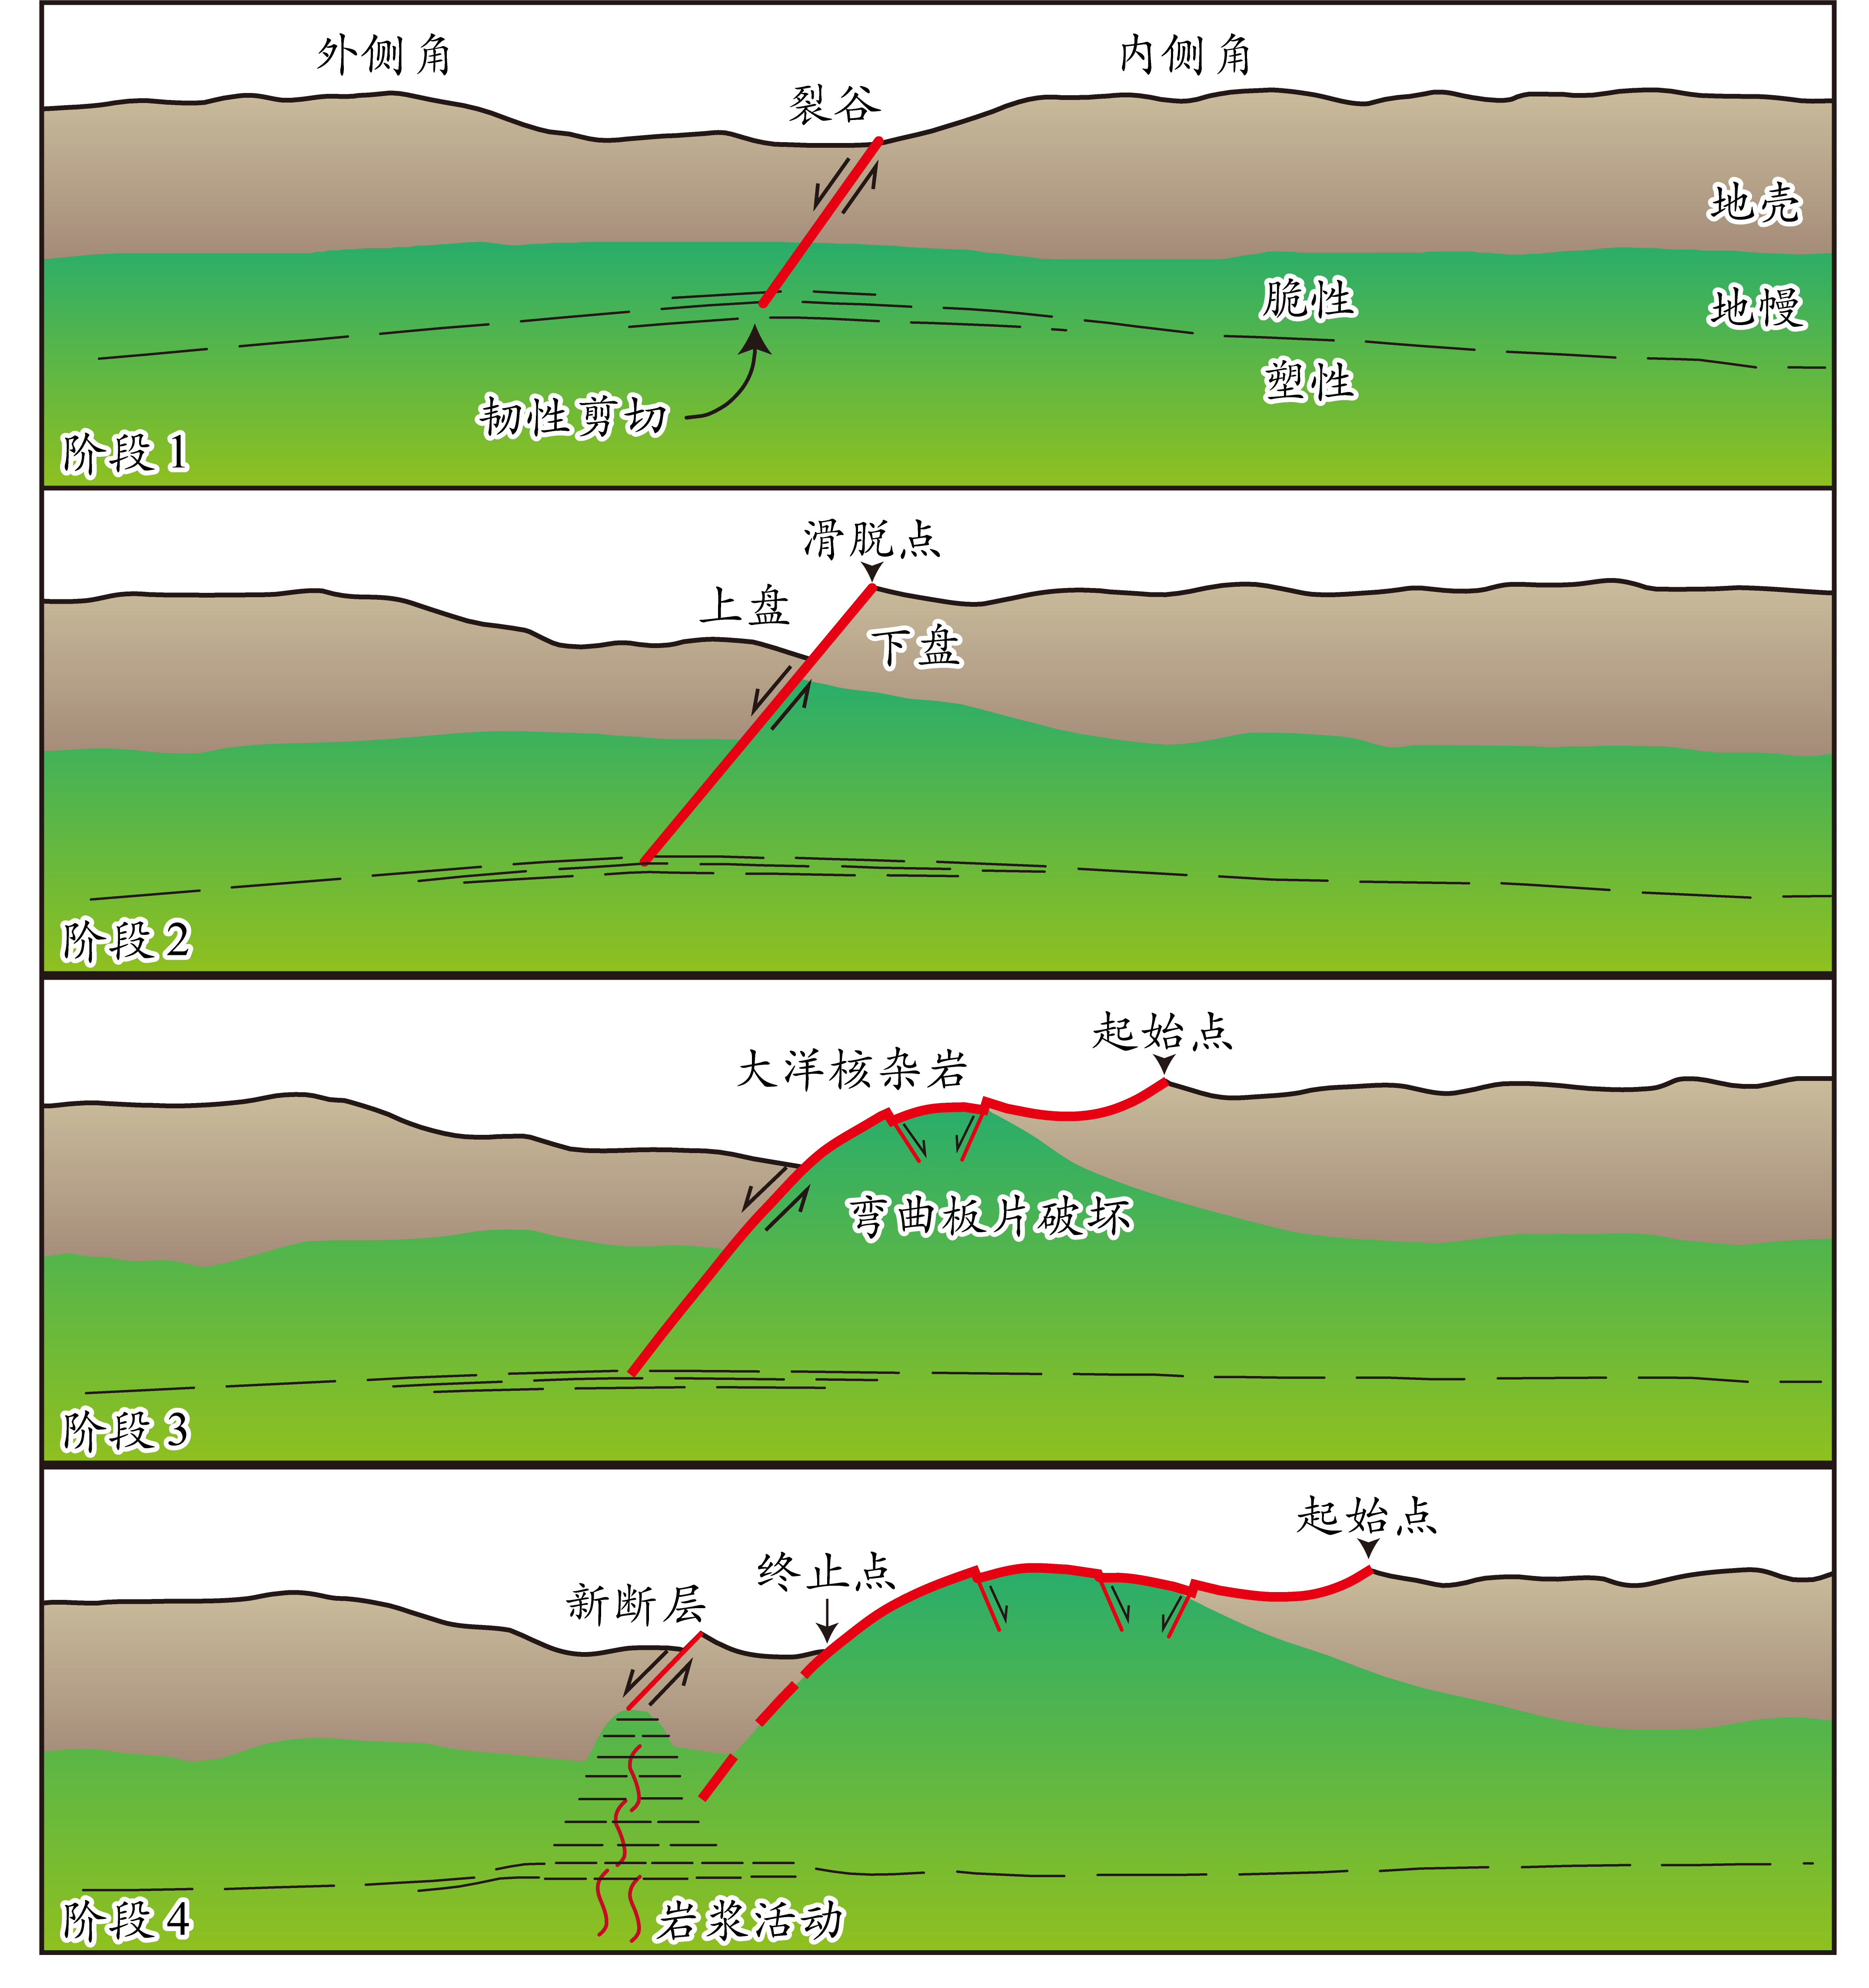 外侧角
内侧角
裂谷
地壳
脆性
地幔
塑性
韧性剪切
阶段1
滑脱点
上盘
下盘
阶段2
起始点
大洋核杂岩
弯曲板片破坏
阶段3
起始点
终止点
新断层
岩浆活动
阶段4